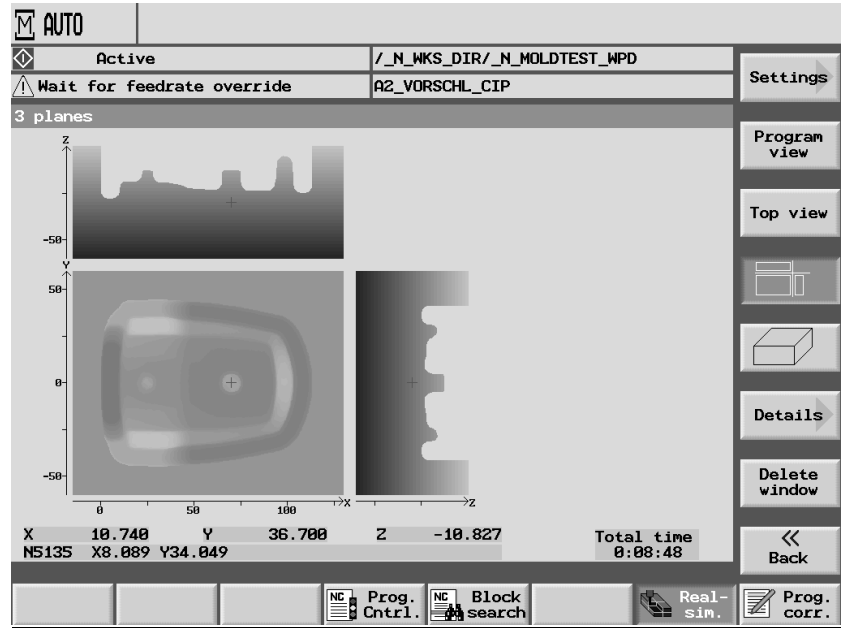 M AUTO
Active
/_N_WKS_DIR/_N_MOLDTEST_WPD
Wait for feedrate override
A2_VORSCHL_CIP
3 planes
Settings
Program
view
Top view
Details
Delete
window
<<
Back
Z
-50
Y
50
0
-50
0
50
100
X
Z
X 10.740 Y 36.700 Z -10.827
N5135 X8.089 Y34.049
Total time
0:08:48
NC
Prog.
Cntrl.
NC
Block
search
Real-
sim.
Prog.
corr.